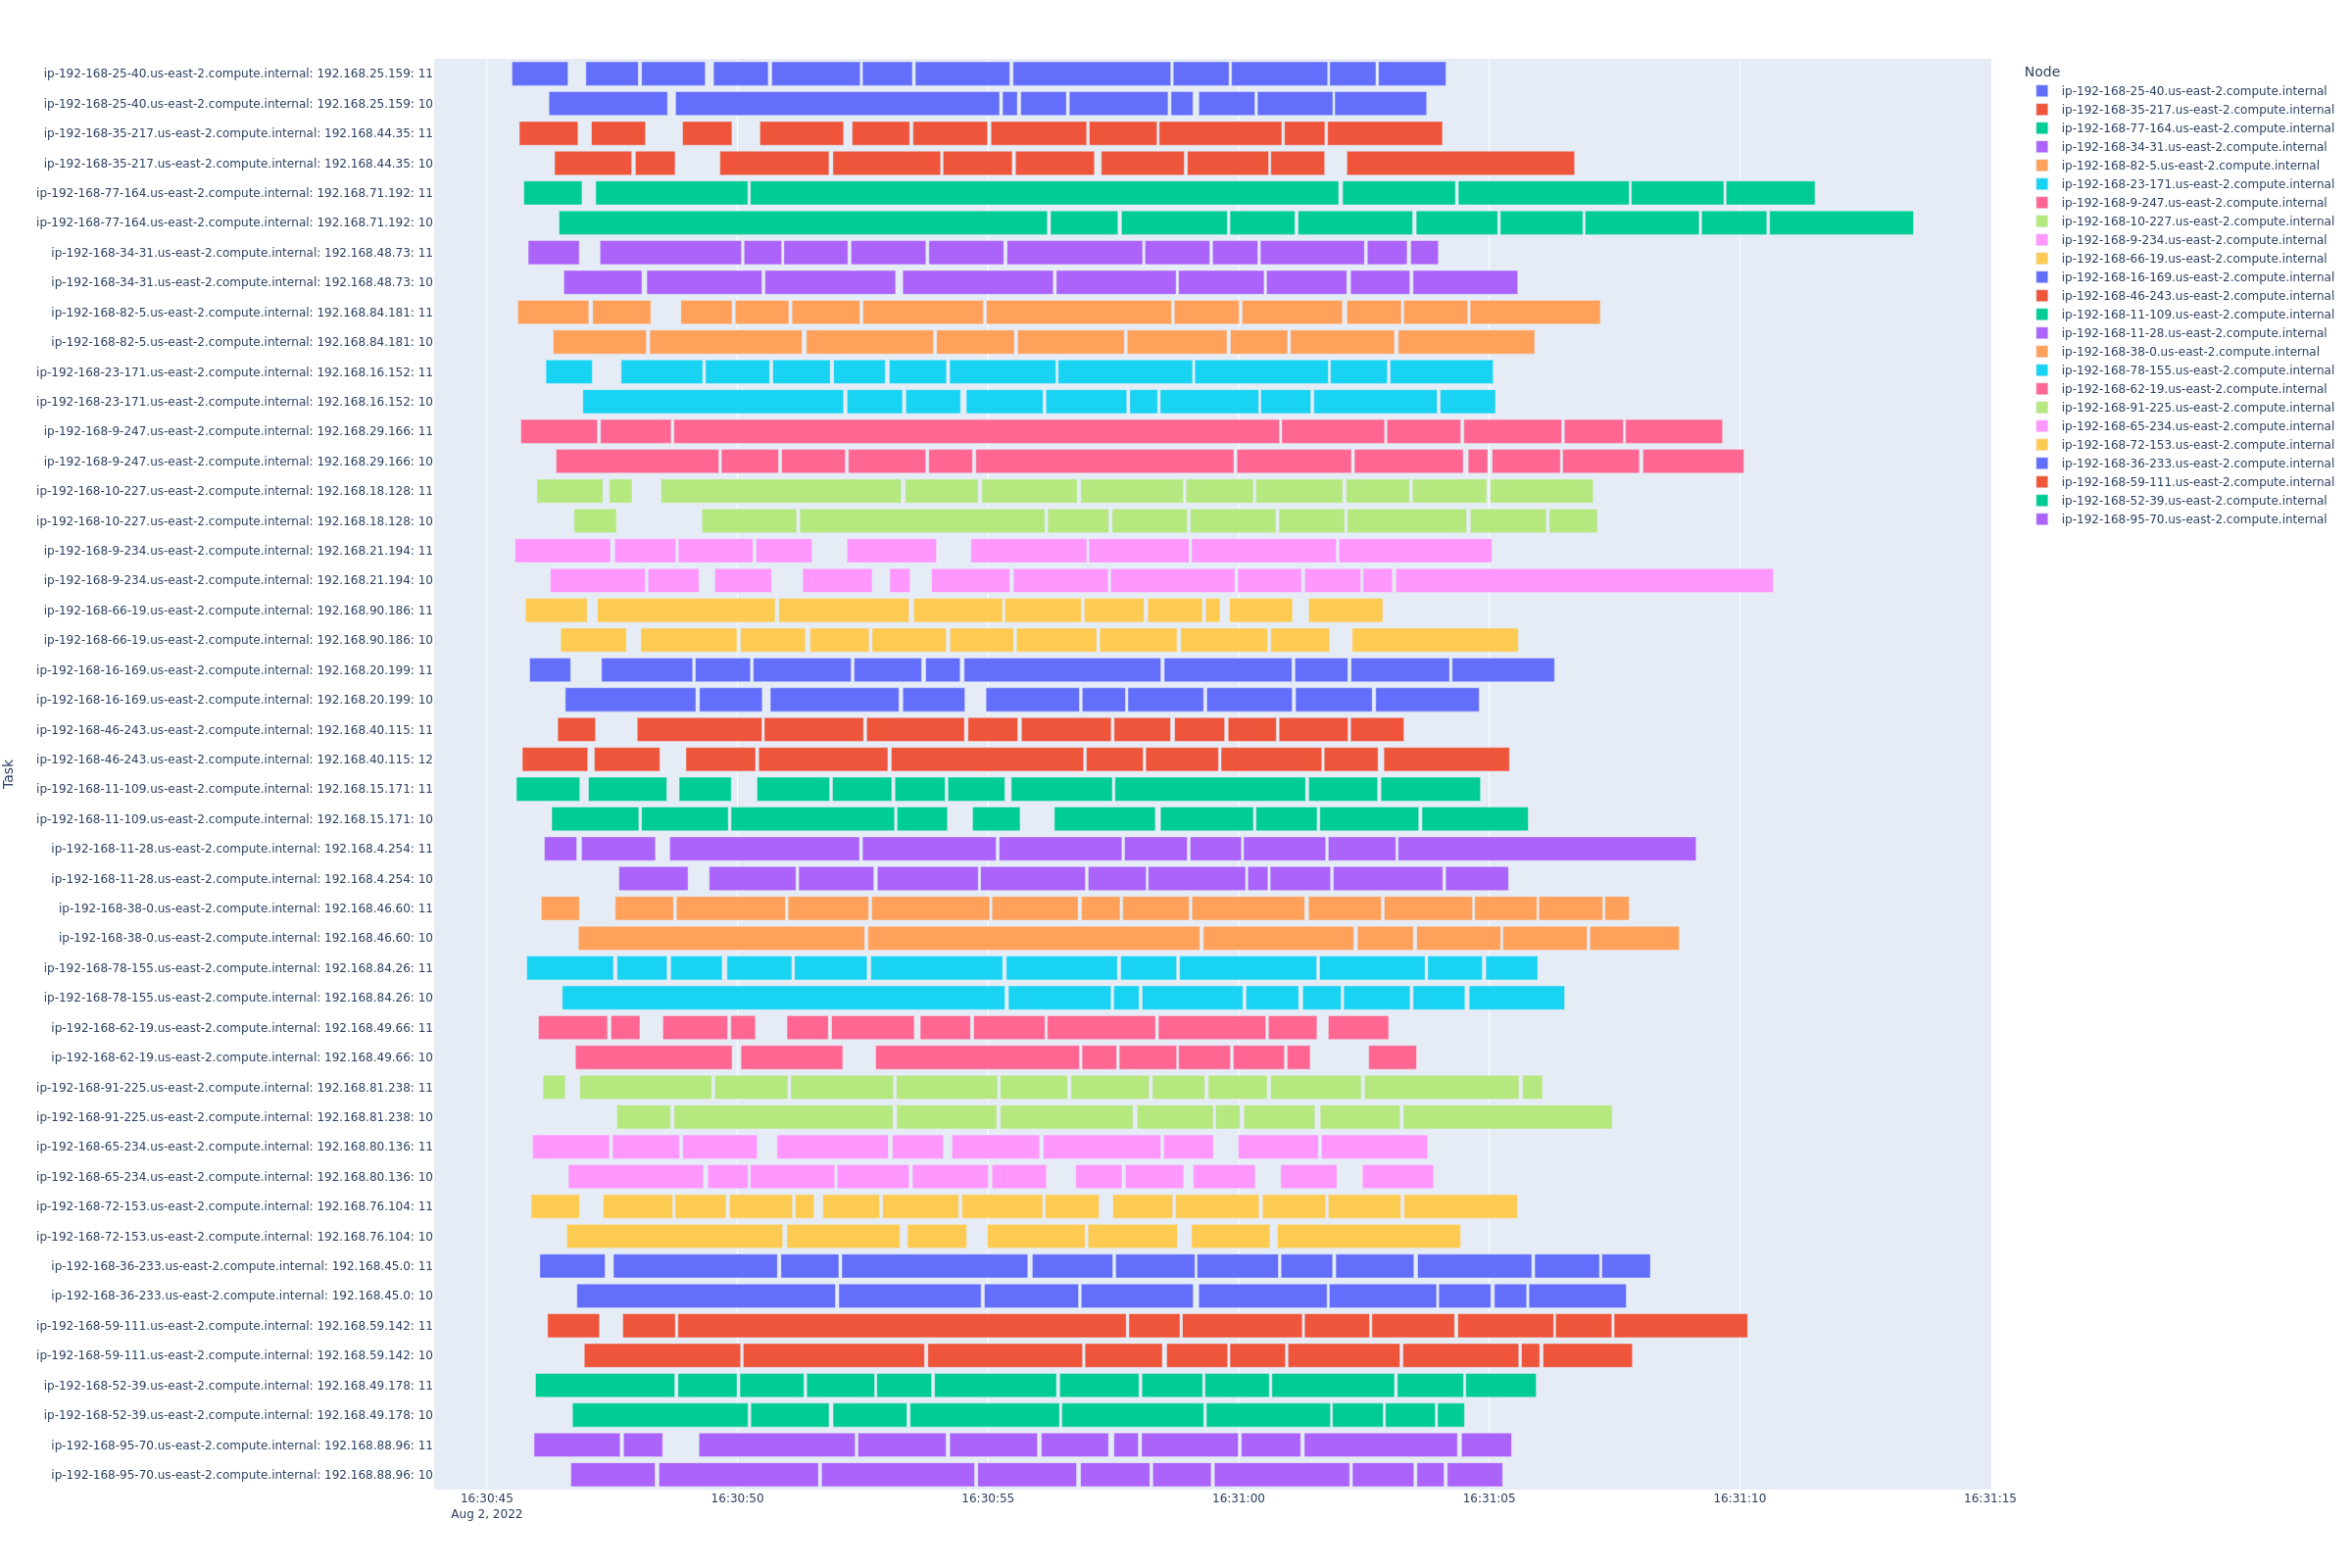 Task
ip-192-168-25-40.us-east-2.compute.internal: 192.168.25.159: 11
ip-192-168-25-40.us-east-2.compute.internal: 192.168.25.159: 10
ip-192-168-35-217.us-east-2.compute.internal: 192.168.44.35: 11
ip-192-168-35-217.us-east-2.compute.internal: 192.168.44.35: 10
ip-192-168-77-164.us-east-2.compute.internal: 192.168.71.192: 11
ip-192-168-77-164.us-east-2.compute.internal: 192.168.71.192: 10
ip-192-168-34-31.us-east-2.compute.internal: 192.168.48.73: 11
ip-192-168-34-31.us-east-2.compute.internal: 192.168.48.73: 10
ip-192-168-82-5.us-east-2.compute.internal: 192.168.84.181: 11
ip-192-168-82-5.us-east-2.compute.internal: 192.168.84.181: 10
ip-192-168-23-171.us-east-2.compute.internal: 192.168.16.152: 11
ip-192-168-23-171.us-east-2.compute.internal: 192.168.16.152: 10
ip-192-168-9-247.us-east-2.compute.internal: 192.168.29.166: 11
ip-192-168-9-247.us-east-2.compute.internal: 192.168.29.166: 10
ip-192-168-10-227.us-east-2.compute.internal: 192.168.18.128: 11
ip-192-168-10-227.us-east-2.compute.internal: 192.168.18.128: 10
ip-192-168-9-234.us-east-2.compute.internal: 192.168.21.194: 11
ip-192-168-9-234.us-east-2.compute.internal: 192.168.21.194: 10
ip-192-168-66-19.us-east-2.compute.internal: 192.168.90.186: 11
ip-192-168-66-19.us-east-2.compute.internal: 192.168.90.186: 10
ip-192-168-16-169.us-east-2.compute.internal: 192.168.20.199: 11
ip-192-168-16-169.us-east-2.compute.internal: 192.168.20.199: 10
ip-192-168-46-243.us-east-2.compute.internal: 192.168.40.115: 11
ip-192-168-46-243.us-east-2.compute.internal: 192.168.40.115: 12
ip-192-168-11-109.us-east-2.compute.internal: 192.168.15.171: 11
ip-192-168-11-109.us-east-2.compute.internal: 192.168.15.171: 10
ip-192-168-11-28.us-east-2.compute.internal: 192.168.4.254: 11
ip-192-168-11-28.us-east-2.compute.internal: 192.168.4.254: 10
ip-192-168-38-0.us-east-2.compute.internal: 192.168.46.60: 11
ip-192-168-38-0.us-east-2.compute.internal: 192.168.46.60: 10
ip-192-168-78-155.us-east-2.compute.internal: 192.168.84.26: 11
ip-192-168-78-155.us-east-2.compute.internal: 192.168.84.26: 10
ip-192-168-62-19.us-east-2.compute.internal: 192.168.49.66: 11
ip-192-168-62-19.us-east-2.compute.internal: 192.168.49.66: 10
ip-192-168-91-225.us-east-2.compute.internal: 192.168.81.238: 11
ip-192-168-91-225.us-east-2.compute.internal: 192.168.81.238: 10
ip-192-168-65-234.us-east-2.compute.internal: 192.168.80.136: 11
ip-192-168-65-234.us-east-2.compute.internal: 192.168.80.136: 10
ip-192-168-72-153.us-east-2.compute.internal: 192.168.76.104: 11
ip-192-168-72-153.us-east-2.compute.internal: 192.168.76.104: 10
ip-192-168-36-233.us-east-2.compute.internal: 192.168.45.0: 11
ip-192-168-36-233.us-east-2.compute.internal: 192.168.45.0: 10
ip-192-168-59-111.us-east-2.compute.internal: 192.168.59.142: 11
ip-192-168-59-111.us-east-2.compute.internal: 192.168.59.142: 10
ip-192-168-52-39.us-east-2.compute.internal: 192.168.49.178: 11
ip-192-168-52-39.us-east-2.compute.internal: 192.168.49.178: 10
ip-192-168-95-70.us-east-2.compute.internal: 192.168.88.96: 11
ip-192-168-95-70.us-east-2.compute.internal: 192.168.88.96: 10
16:30:45 16:30:50 16:30:55 16:31:00 16:31:05 16:31:10 16:31:15
Aug 2, 2022
Node
ip-192-168-25-40.us-east-2.compute.internal
ip-192-168-35-217.us-east-2.compute.internal
ip-192-168-77-164.us-east-2.compute.internal
ip-192-168-34-31.us-east-2.compute.internal
ip-192-168-82-5.us-east-2.compute.internal
ip-192-168-23-171.us-east-2.compute.internal
ip-192-168-9-247.us-east-2.compute.internal
ip-192-168-10-227.us-east-2.compute.internal
ip-192-168-9-234.us-east-2.compute.internal
ip-192-168-66-19.us-east-2.compute.internal
ip-192-168-16-169.us-east-2.compute.internal
ip-192-168-46-243.us-east-2.compute.internal
ip-192-168-11-109.us-east-2.compute.internal
ip-192-168-11-28.us-east-2.compute.internal
ip-192-168-38-0.us-east-2.compute.internal
ip-192-168-78-155.us-east-2.compute.internal
ip-192-168-62-19.us-east-2.compute.internal
ip-192-168-91-225.us-east-2.compute.internal
ip-192-168-65-234.us-east-2.compute.internal
ip-192-168-72-153.us-east-2.compute.internal
ip-192-168-36-233.us-east-2.compute.internal
ip-192-168-59-111.us-east-2.compute.internal
ip-192-168-52-39.us-east-2.compute.internal
ip-192-168-95-70.us-east-2.compute.internal